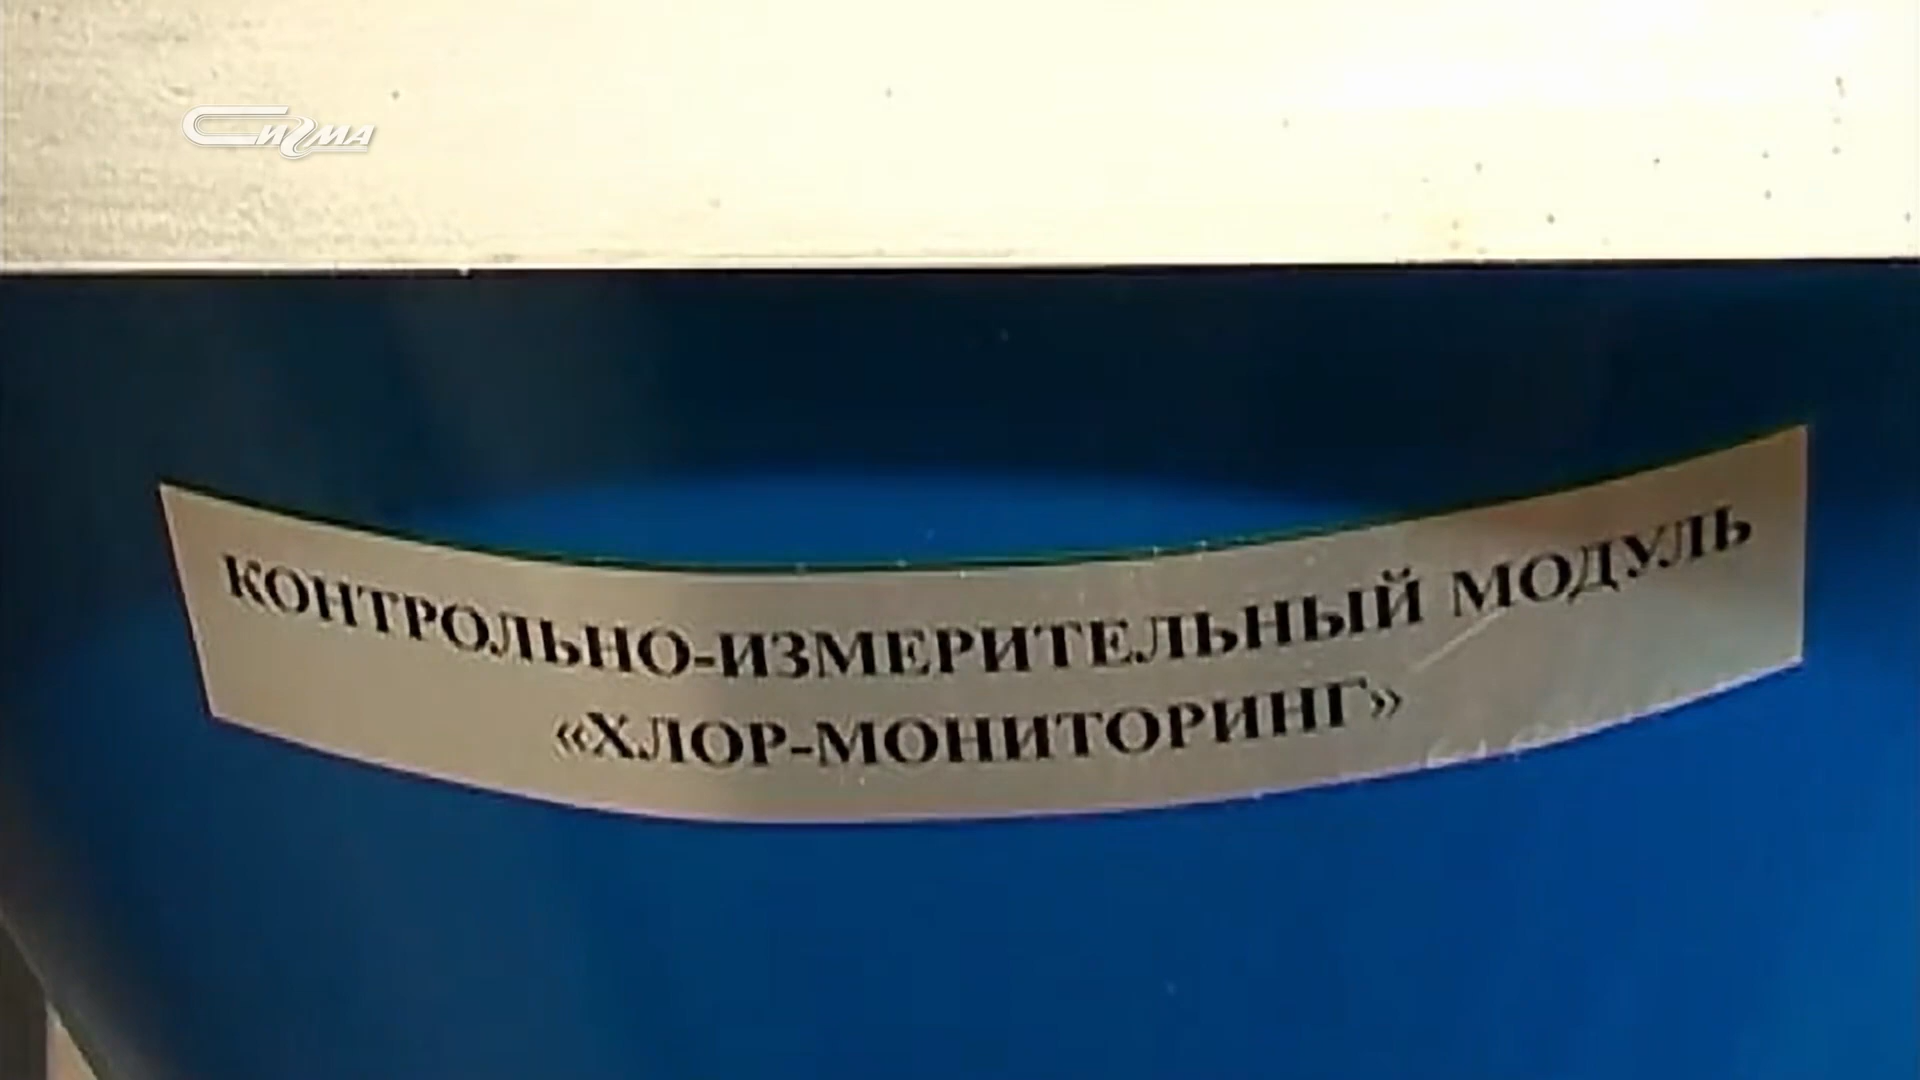 Сигма
КОНТРОЛЬНО-ИЗМЕРИТЕЛЬНЫЙ МОДУЛЬ
«ХЛОР-МОНИТОРИНГ»